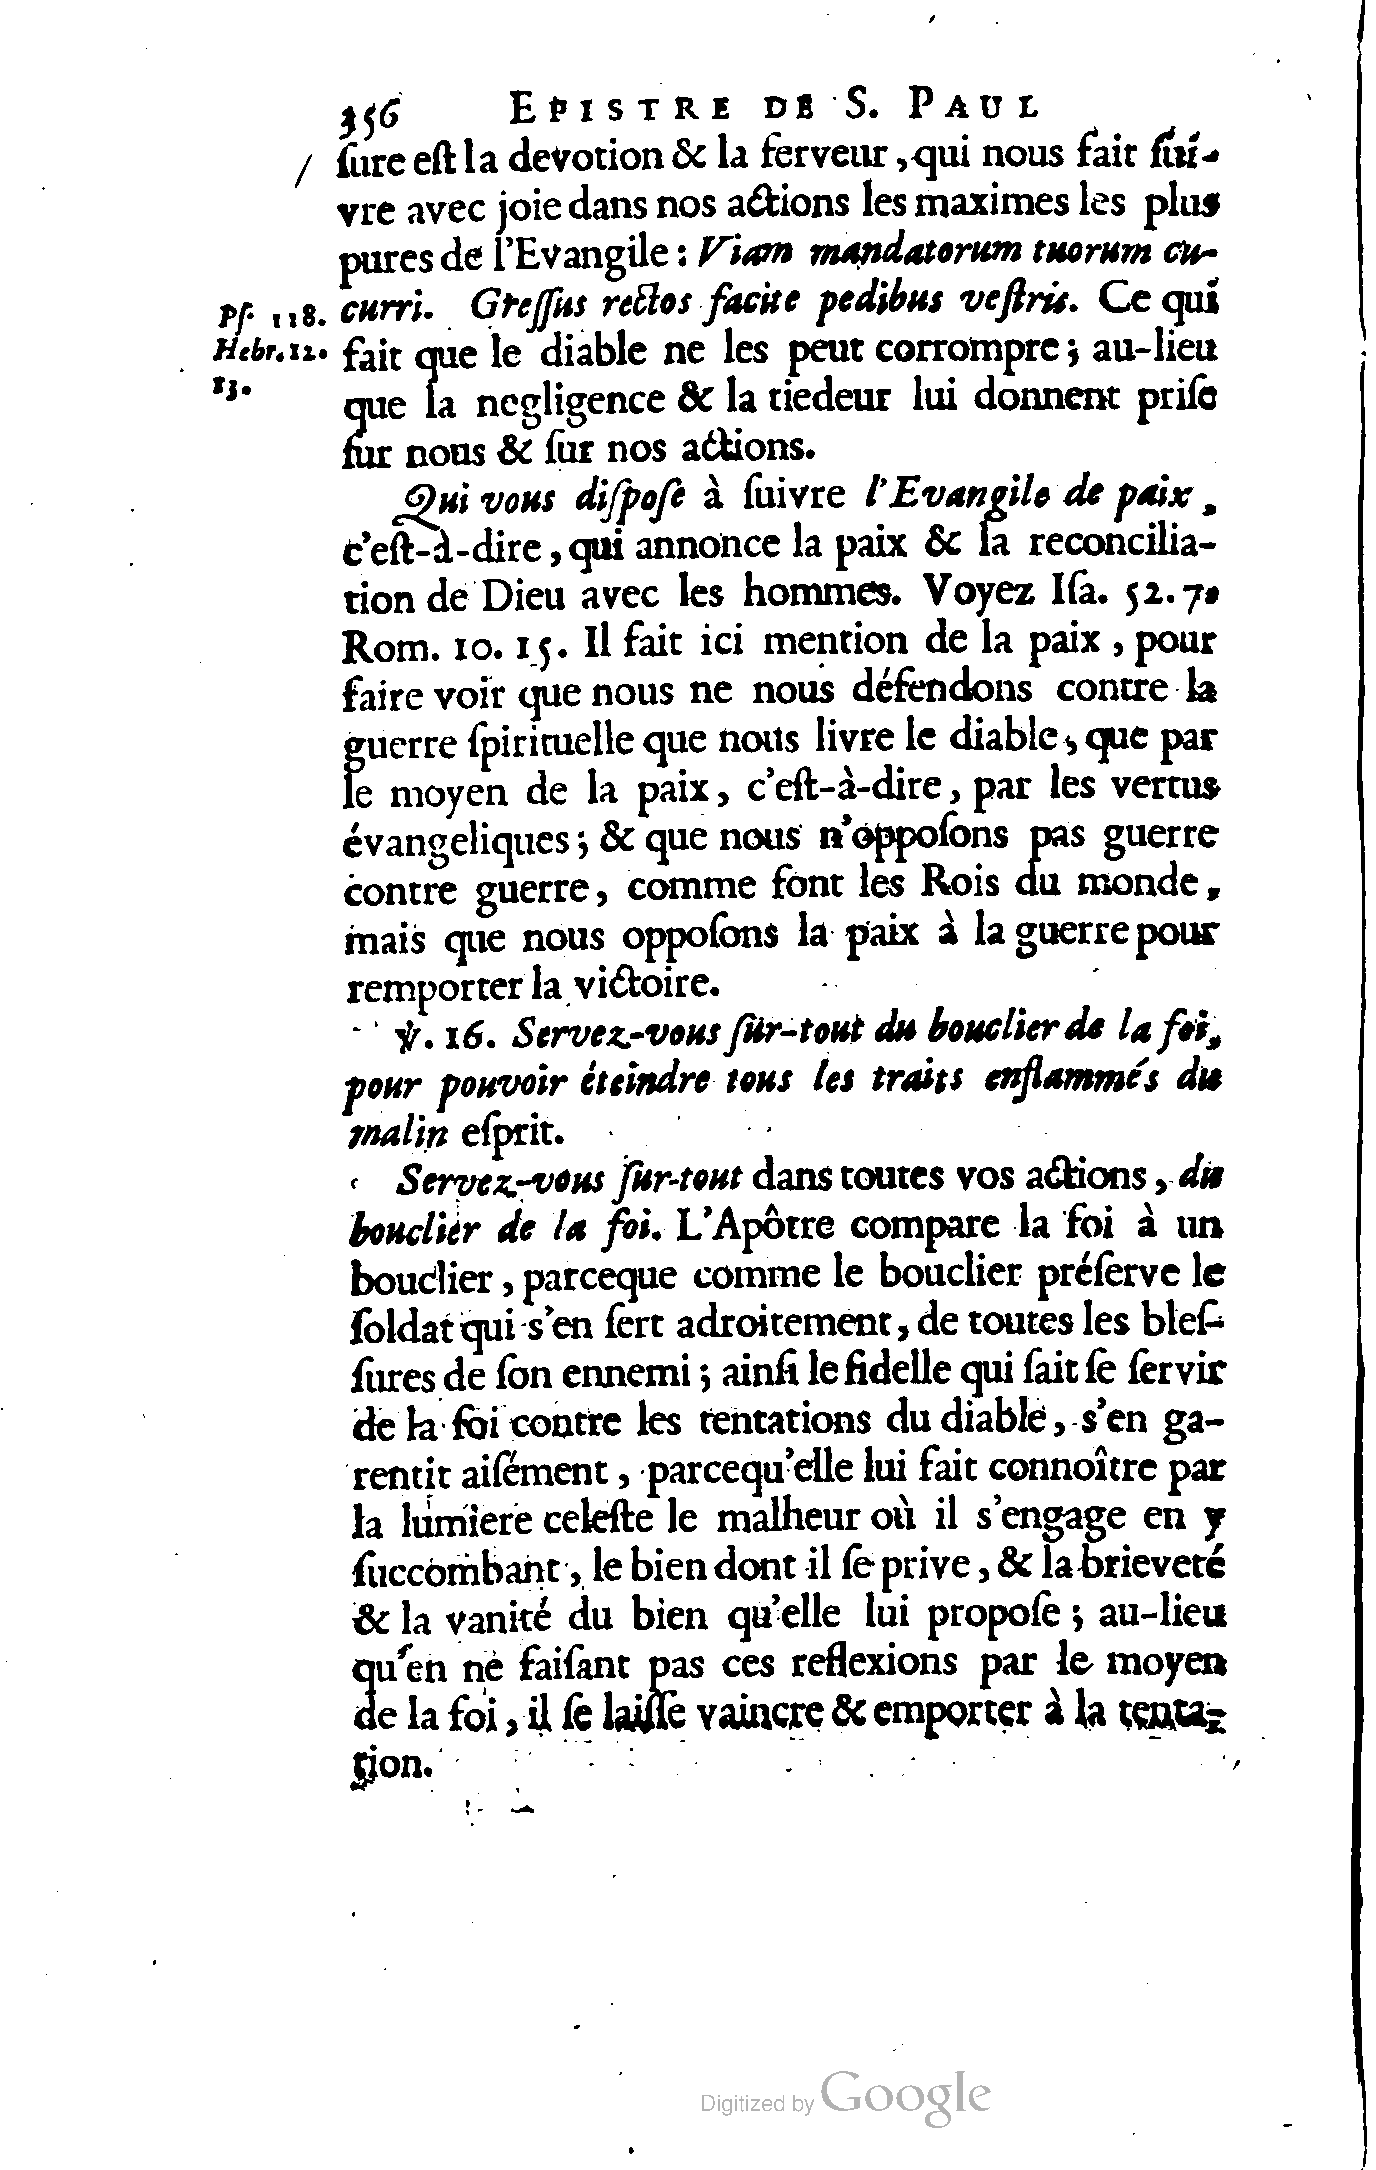 356 EPISTRE DE S. PAUL
ſure eſt la devotion & la ferveur, qui nous fait ſui-
vre avec joie dans nos actions les maximes les plus
pures de l'Evangile : Viam mandatorum tuorum cu-
Pſ. 118. curri. Greſſus rectos facite pedibus veſtris. Ce qui
Hebr. 12. fait que le diable ne les peut corrompre ; au-lieu
13. que la negligence & la tiedeur lui donnent priſe
ſur nous & ſur nos actions.
Qui vous diſpoſe à ſuivre l'Evangile de paix,
c'eſt-à-dire, qui annonce la paix & la reconcilia-
tion de Dieu avec les hommes. Voyez Iſa. 52. 7.
Rom. 10. 15. Il fait ici mention de la paix, pour
faire voir que nous ne nous défendons contre la
guerre ſpirituelle que nous livre le diable, que par
le moyen de la paix, c'eſt-à-dire, par les vertus
évangeliques ; & que nous n'oppoſons pas guerre
contre guerre, comme font les Rois du monde,
mais que nous oppoſons la paix à la guerre pour
remporter la victoire.
℣. 16. Servez-vous ſur-tout du bouclier de la foi,
pour pouvoir éteindre tous les traits enflammés du
malin eſprit.
Servez-vous ſur-tout dans toutes vos actions, du
bouclier de la foi. L'Apôtre compare la foi à un
bouclier, parceque comme le bouclier préſerve le
ſoldat qui s'en ſert adroitement, de toutes les bleſ-
ſures de ſon ennemi ; ainſi le fidelle qui ſait ſe ſervir
de la foi contre les tentations du diable, s'en ga-
rentit aiſément, parcequ'elle lui fait connoître par
la lumiere celeſte le malheur où il s'engage en y
ſuccombant, le bien dont il ſe prive, & la brieveté
& la vanité du bien qu'elle lui propoſe ; au-lieu
qu'en ne faiſant pas ces reflexions par le moyen
de la foi, il ſe laiſſe vaincre & emporter à la tenta-
tion.
Digitized by Google